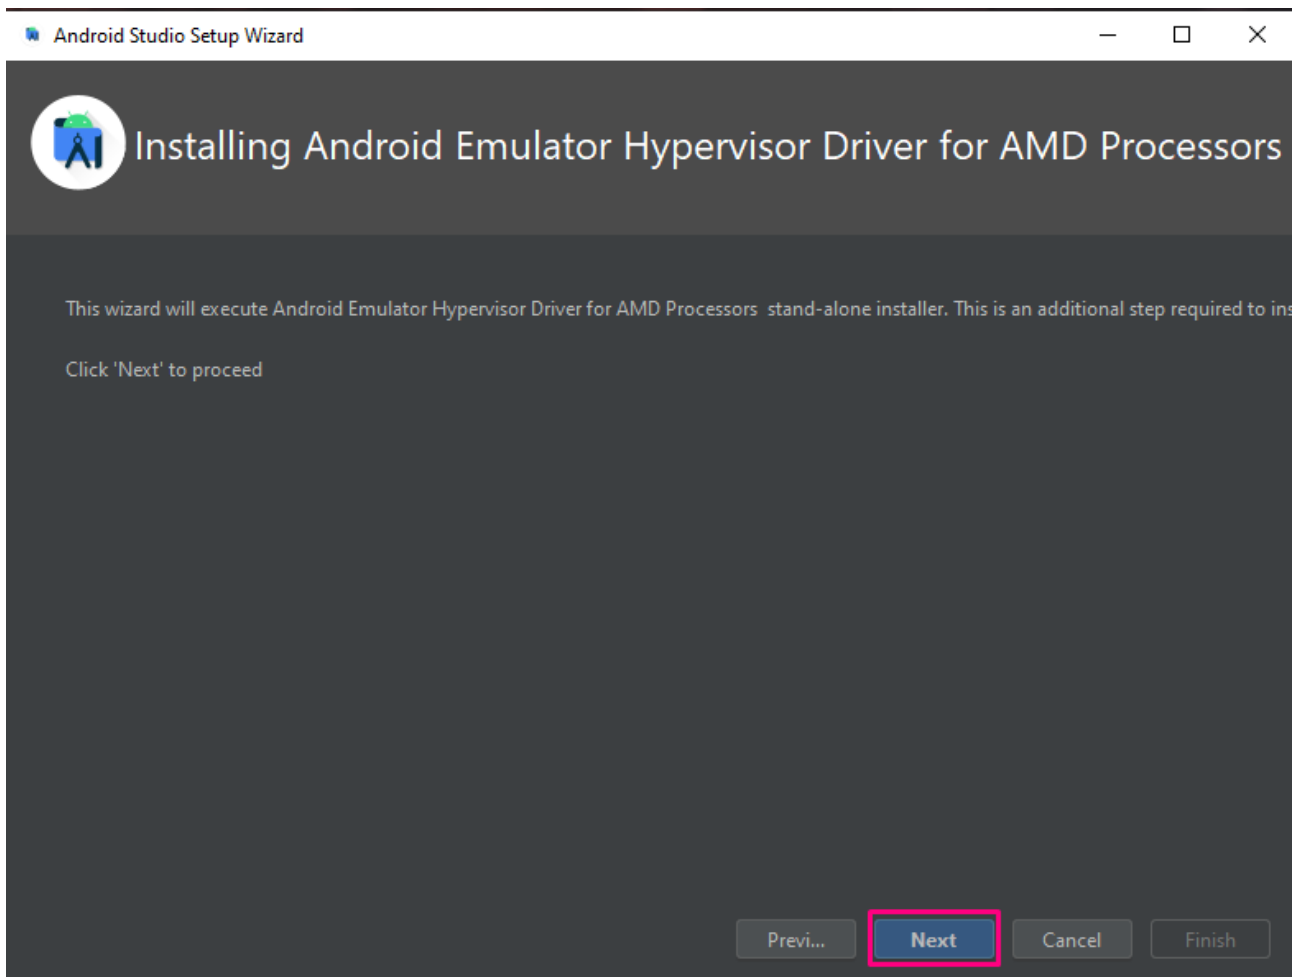 Android Studio Setup Wizard
Installing Android Emulator Hypervisor Driver for AMD Processors
This wizard will execute Android Emulator Hypervisor Driver for AMD Processors  stand-alone installer. This is an additional step required to ins
Click 'Next' to proceed
Previ... Next Cancel Finish